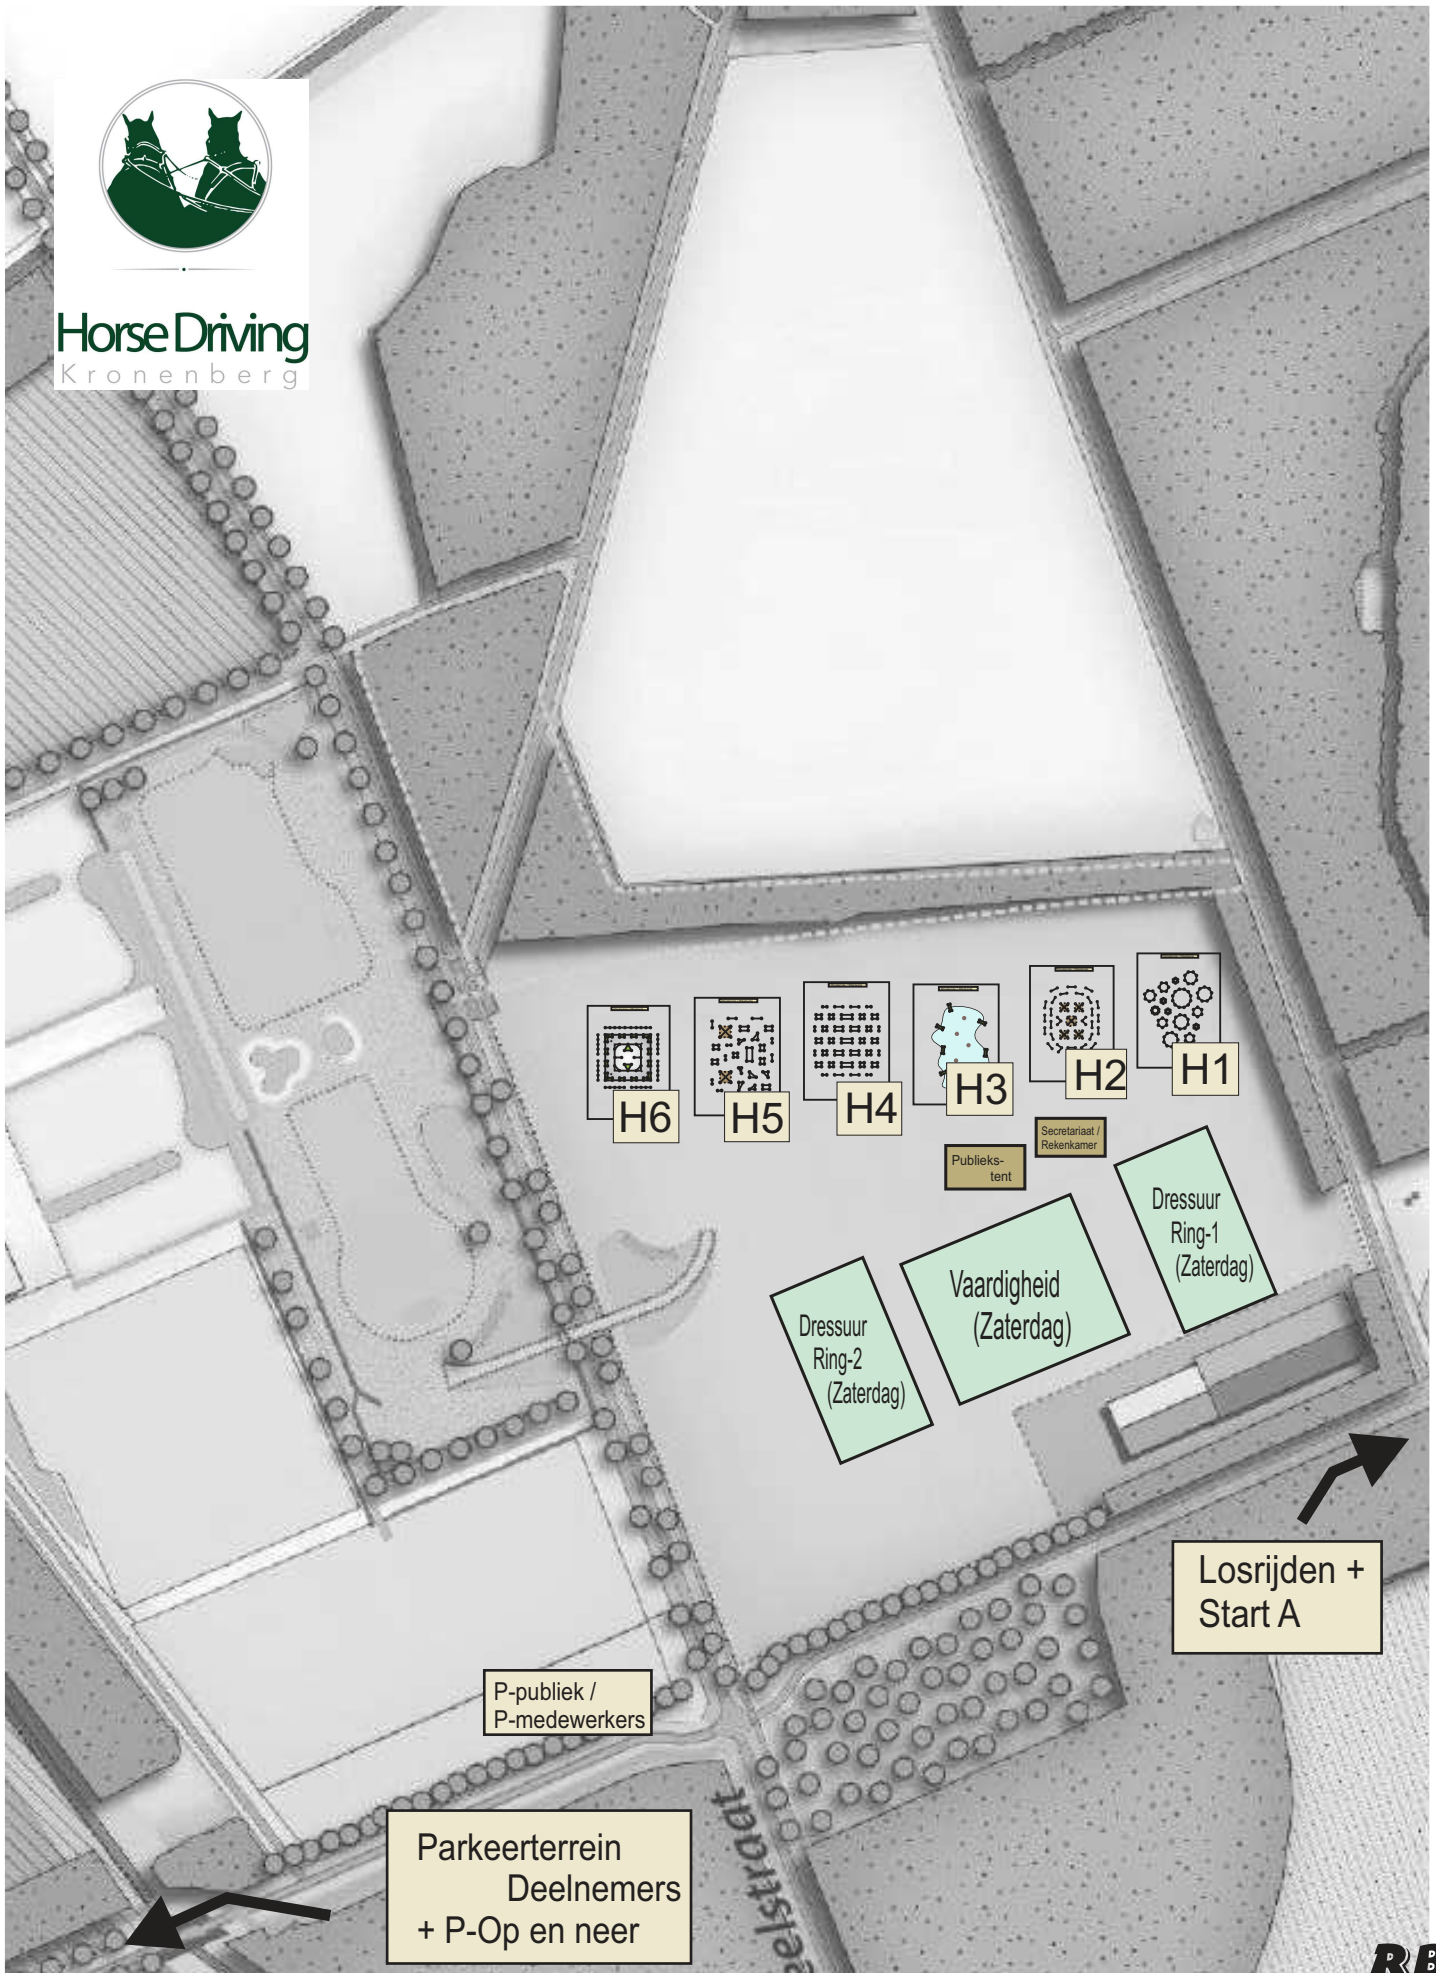 Horse Driving
Kronenberg
H6
H5
H4
H3
H2
H1
Secretariaat /
Rekenkamer
Publieks-
tent
Dressuur
Ring-1
(Zaterdag)
Vaardigheid
(Zaterdag)
Dressuur
Ring-2
(Zaterdag)
Losrijden +
Start A
P-publiek /
P-medewerkers
Parkeerterrein
Deelnemers
+ P-Op en neer
aelstraat